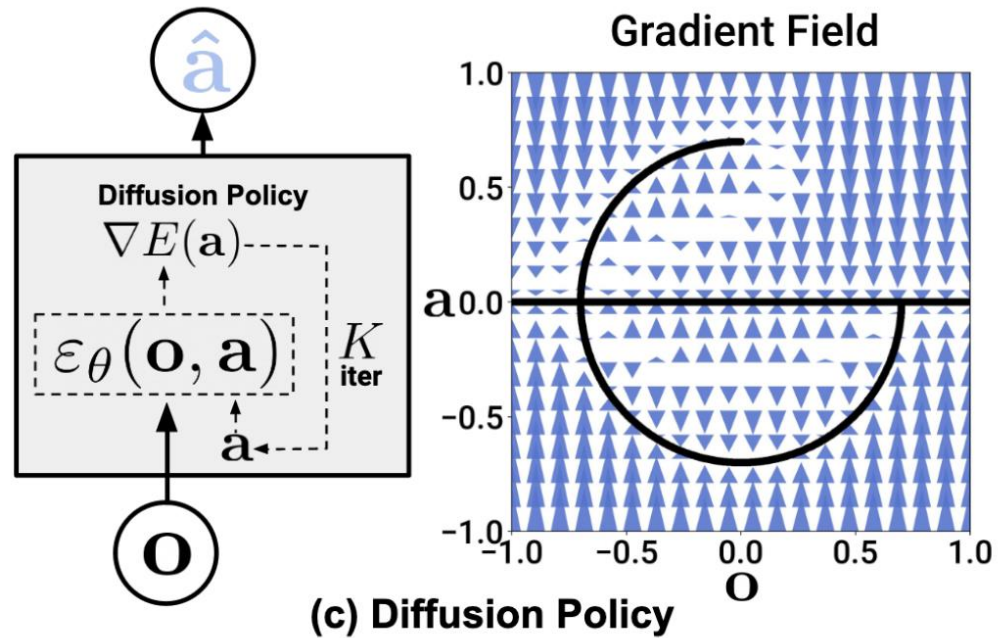 â
Diffusion Policy
∇E(a)
K
iter
ε_θ(o, a)
a
o
Gradient Field
1.0
0.5
a 0.0
−0.5
−1.0
−1.0 −0.5 0.0 0.5 1.0
o
(c) Diffusion Policy